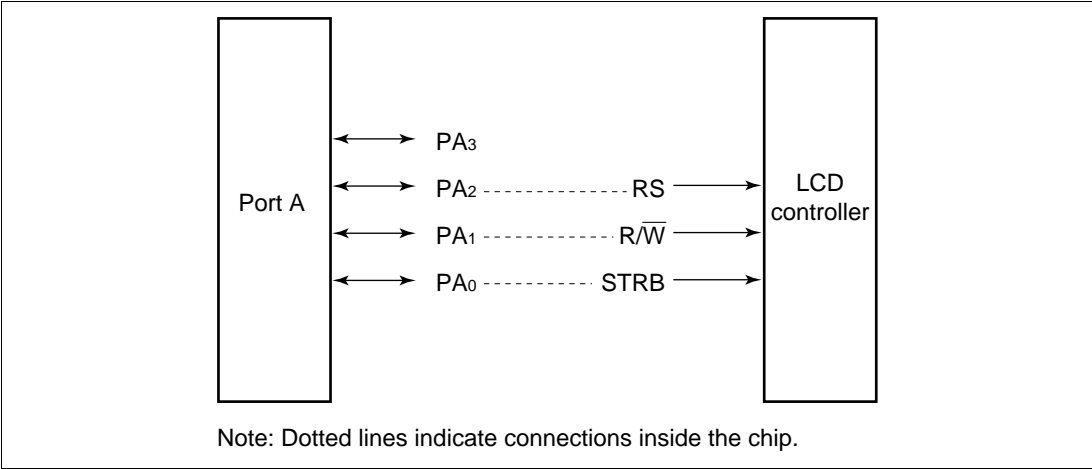 PA3
PA2 RS
PA1 R/W̅
PA0 STRB
Port A
LCD
controller
Note: Dotted lines indicate connections inside the chip.